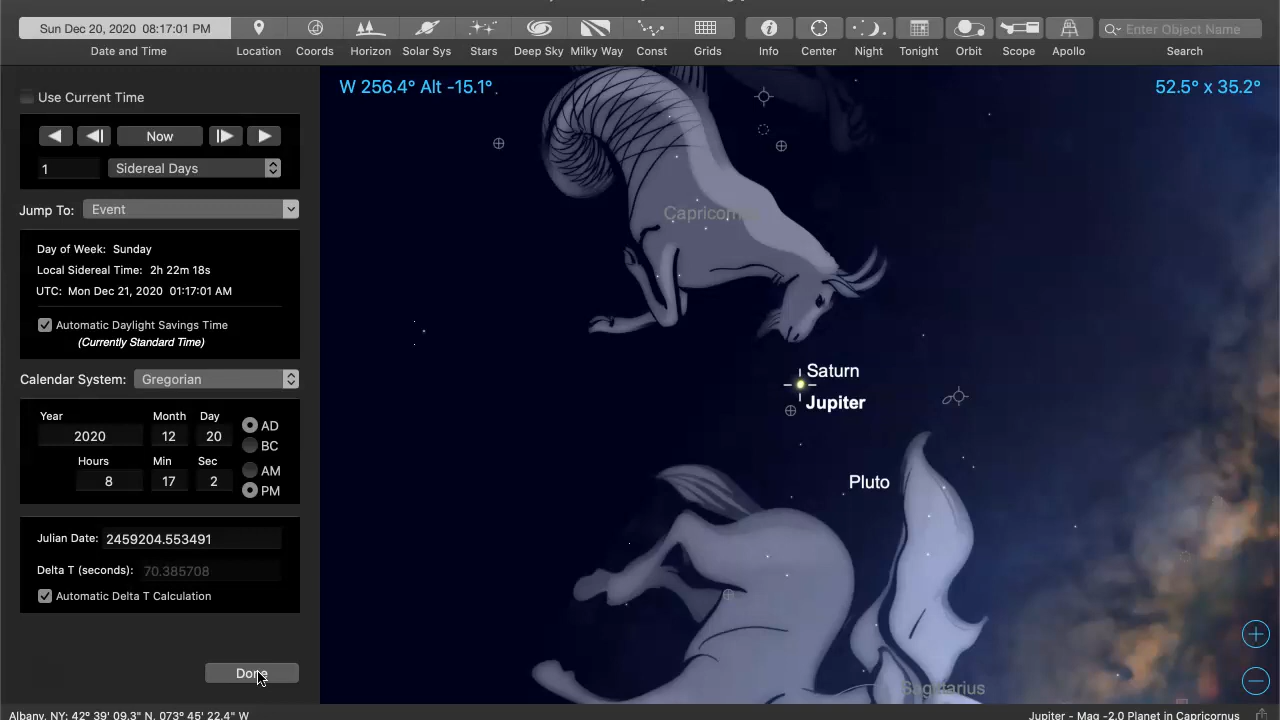 Sun Dec 20, 2020 08:17:01 PM
Enter Object Name
Date and Time Location Coords Horizon Solar Sys Stars Deep Sky Milky Way Const Grids Info Center Night Tonight Orbit Scope Apollo Search
Use Current Time
Now
1 Sidereal Days
Jump To: Event
Day of Week: Sunday
Local Sidereal Time: 2h 22m 18s
UTC: Mon Dec 21, 2020 01:17:01 AM
Automatic Daylight Savings Time
(Currently Standard Time)
Calendar System: Gregorian
Year Month Day
2020 12 20
AD
BC
Hours Min Sec
8 17 2
AM
PM
Julian Date: 2459204.553491
Delta T (seconds): 70.385708
Automatic Delta T Calculation
Done
W 256.4° Alt -15.1°
52.5° x 35.2°
Capricornus
Saturn
Jupiter
Pluto
Sagittarius
Albany, NY: 42° 39' 09.3" N, 073° 45' 22.4" W
Jupiter - Mag -2.0 Planet in Capricornus